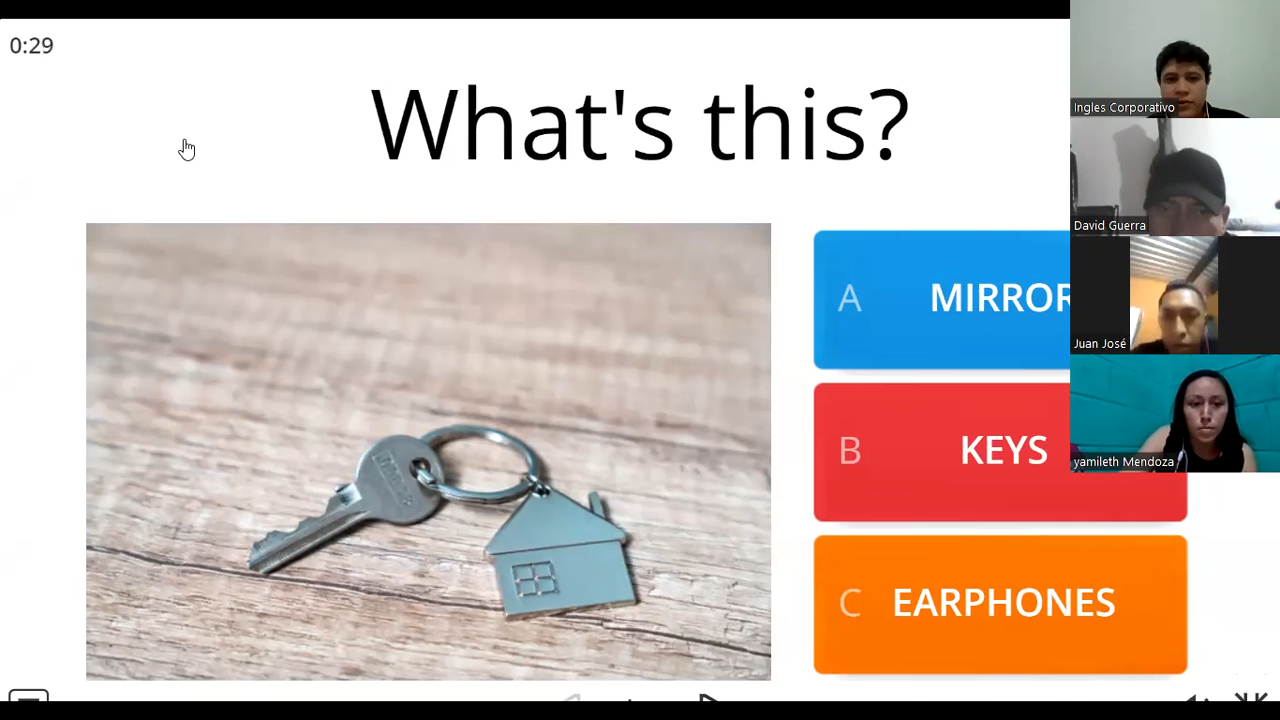 0:29
What's this?
A MIRROR
B KEYS
C EARPHONES
Ingles Corporativo
David Guerra
Juan José
yamileth Mendoza